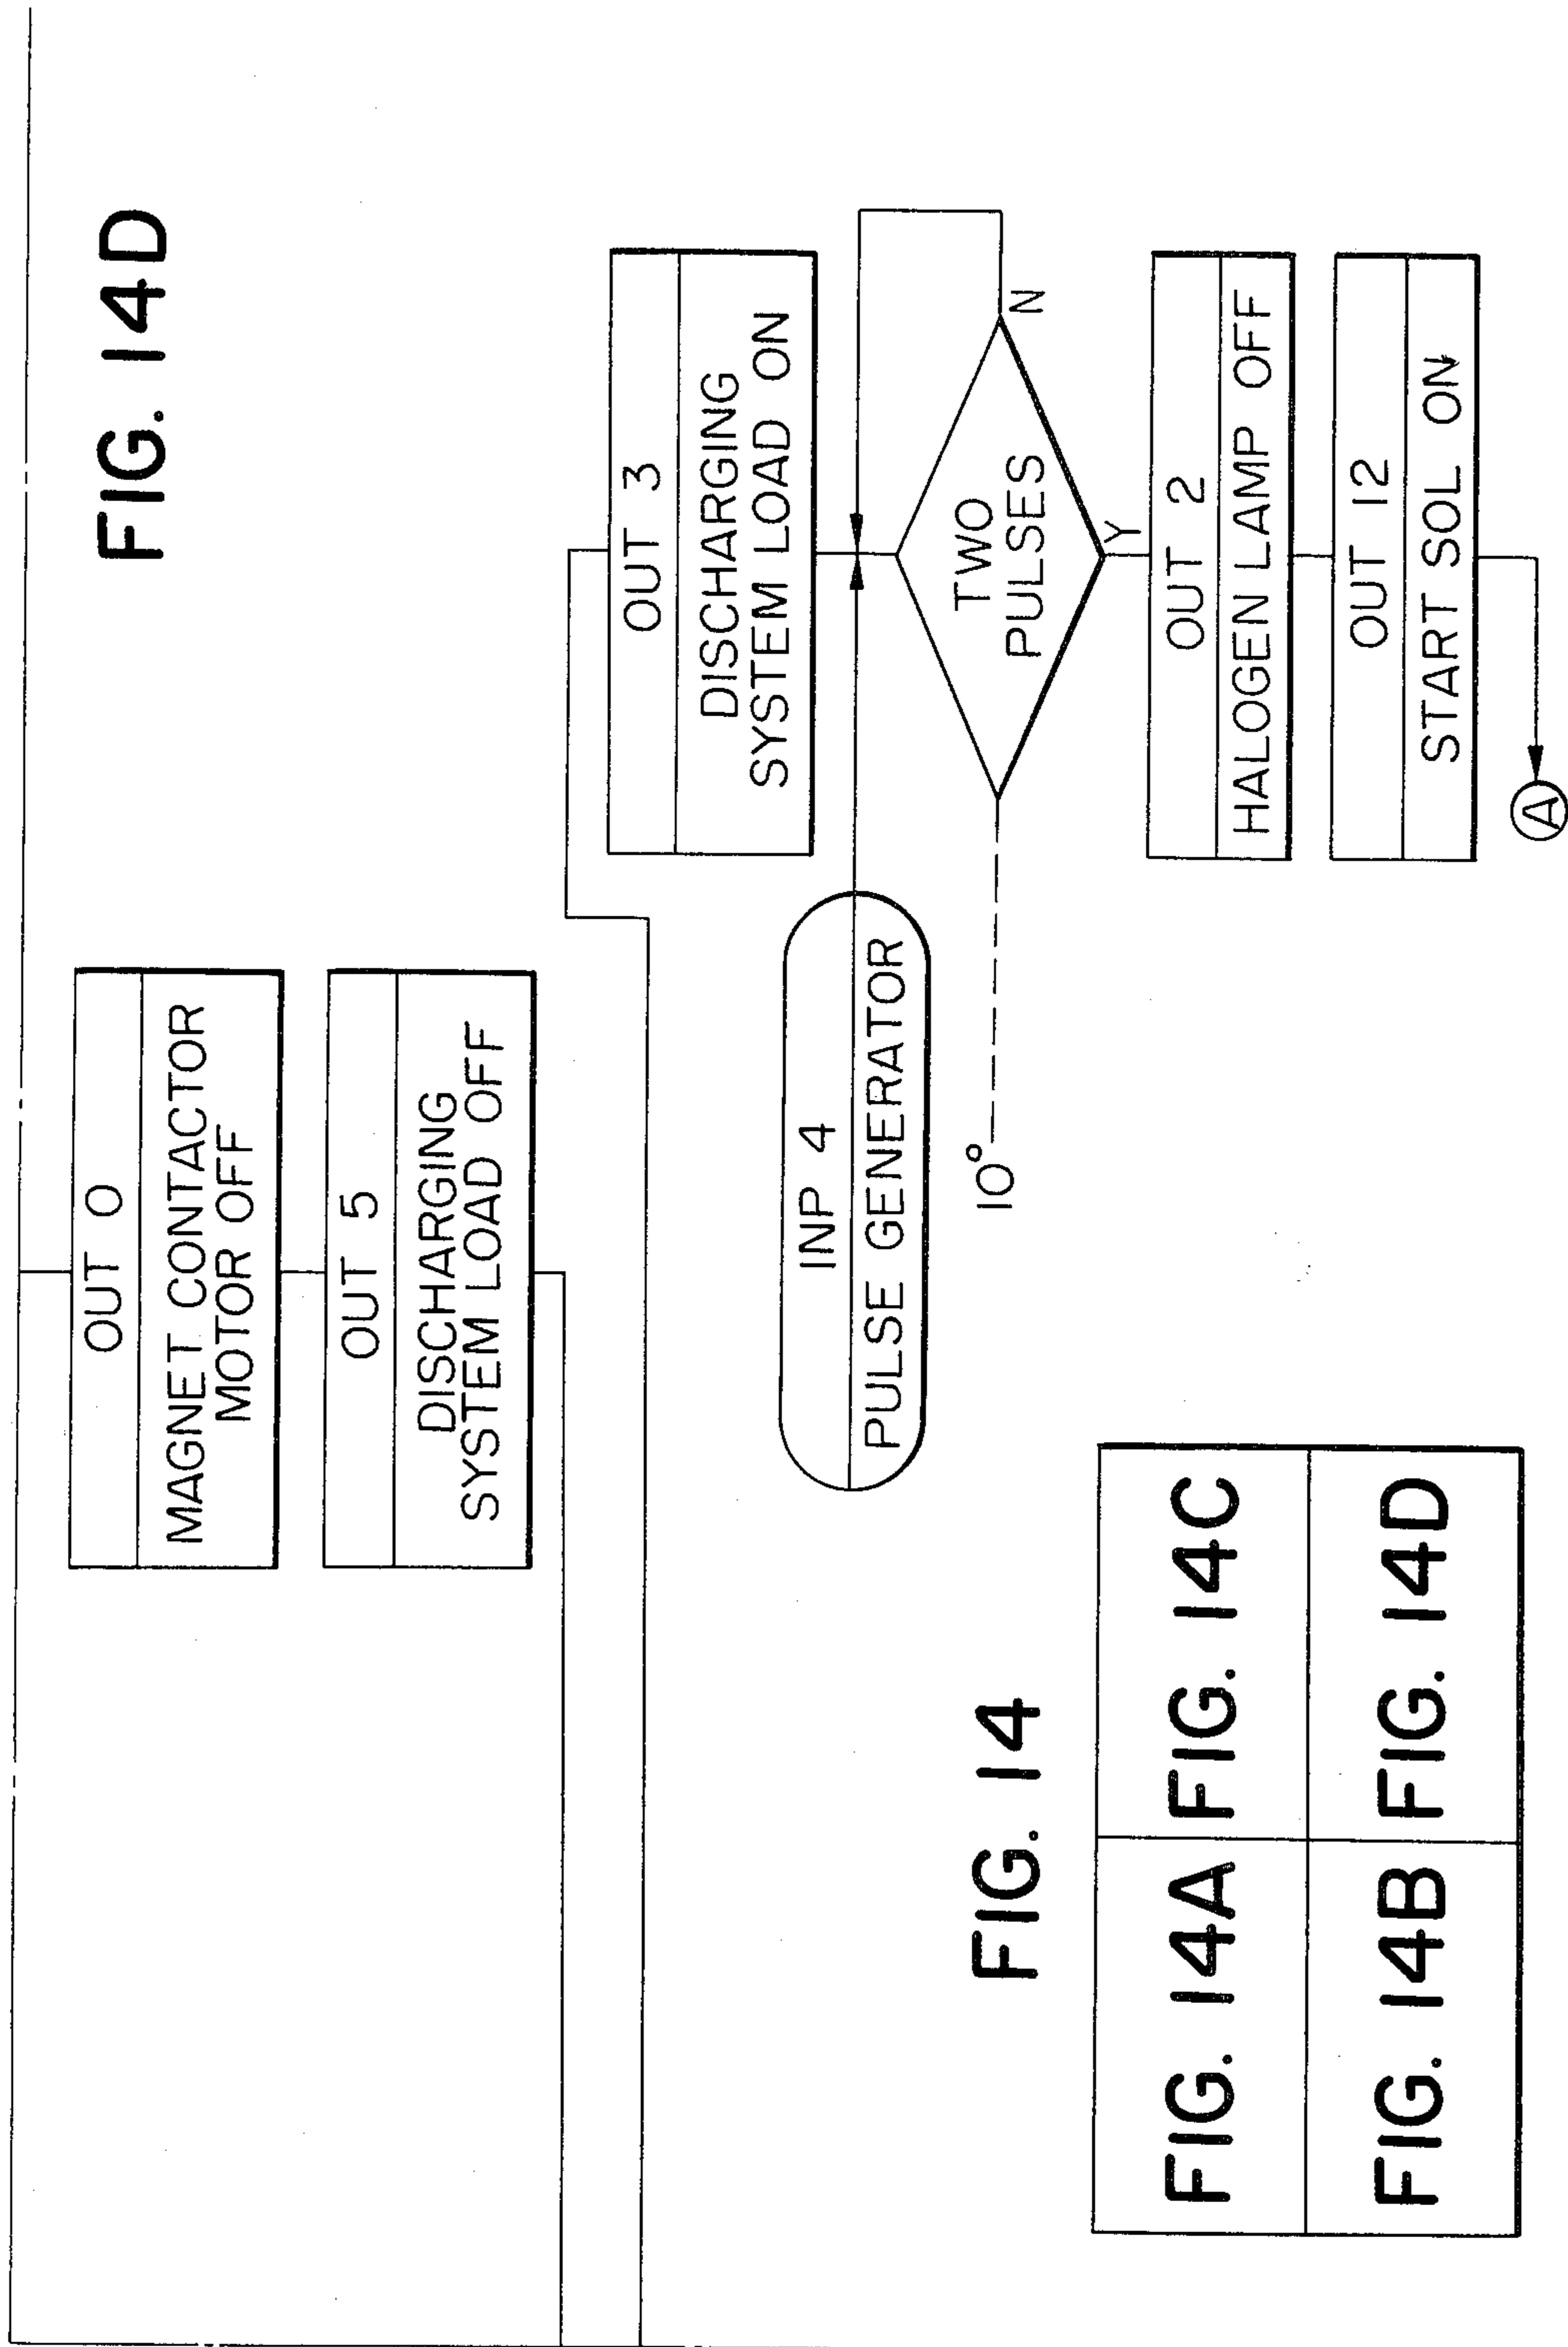 FIG. 14D
OUT 0
MAGNET CONTACTOR
MOTOR OFF
OUT 5
DISCHARGING
SYSTEM LOAD OFF
OUT 3
DISCHARGING
SYSTEM LOAD ON
INP 4
PULSE GENERATOR
10°
TWO
PULSES
N
Y
OUT 2
HALOGEN LAMP OFF
OUT 12
START SOL ON
A
FIG. 14
FIG. 14A FIG. 14C
FIG. 14B FIG. 14D